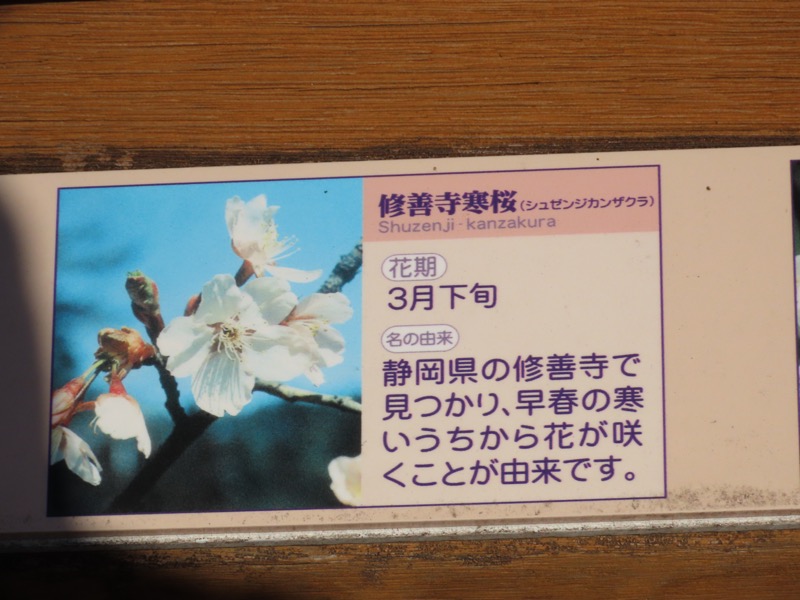 修善寺寒桜(シュゼンジカンザクラ)
Shuzenji-kanzakura
花期
3月下旬
名の由来
静岡県の修善寺で
見つかり、早春の寒
いうちから花が咲
くことが由来です。